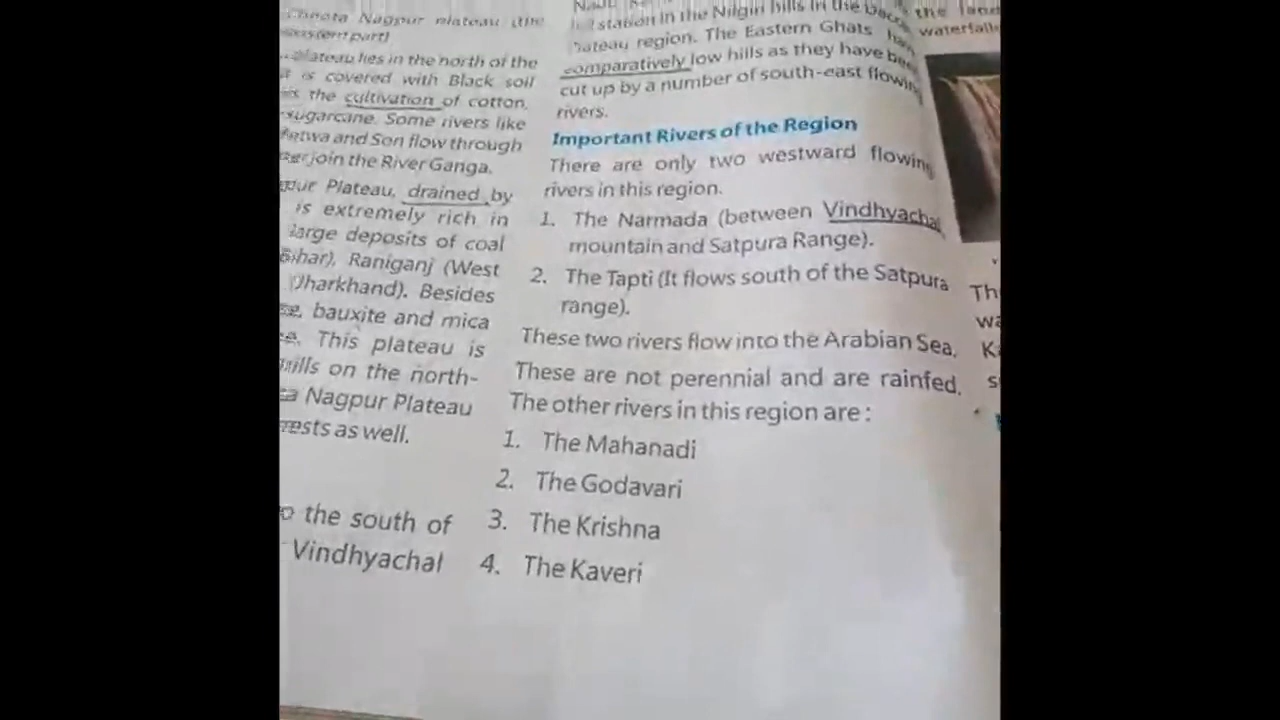 Chhota Nagpur plateau (the
part)
Plateau lies in the north of the
is covered with Black soil
the cultivation of cotton,
sugarcane. Some rivers like
Betwa and Son flow through
join the River Ganga.
Plateau, drained by
is extremely rich in
large deposits of coal
Raniganj (West
(Jharkhand). Besides
bauxite and mica
This plateau is
on the north-
Nagpur Plateau
as well.
to the south of
Vindhyachal
station in the Nilgiri hills in the
plateau region. The Eastern Ghats
comparatively low hills as they have
cut up by a number of south-east flowing
rivers.
Important Rivers of the Region
There are only two westward flowing
rivers in this region.
1. The Narmada (between Vindhyachal
mountain and Satpura Range).
2. The Tapti (It flows south of the Satpura
range).
These two rivers flow into the Arabian Sea.
These are not perennial and are rainfed.
The other rivers in this region are :
1. The Mahanadi
2. The Godavari
3. The Krishna
4. The Kaveri
the land
waterfall